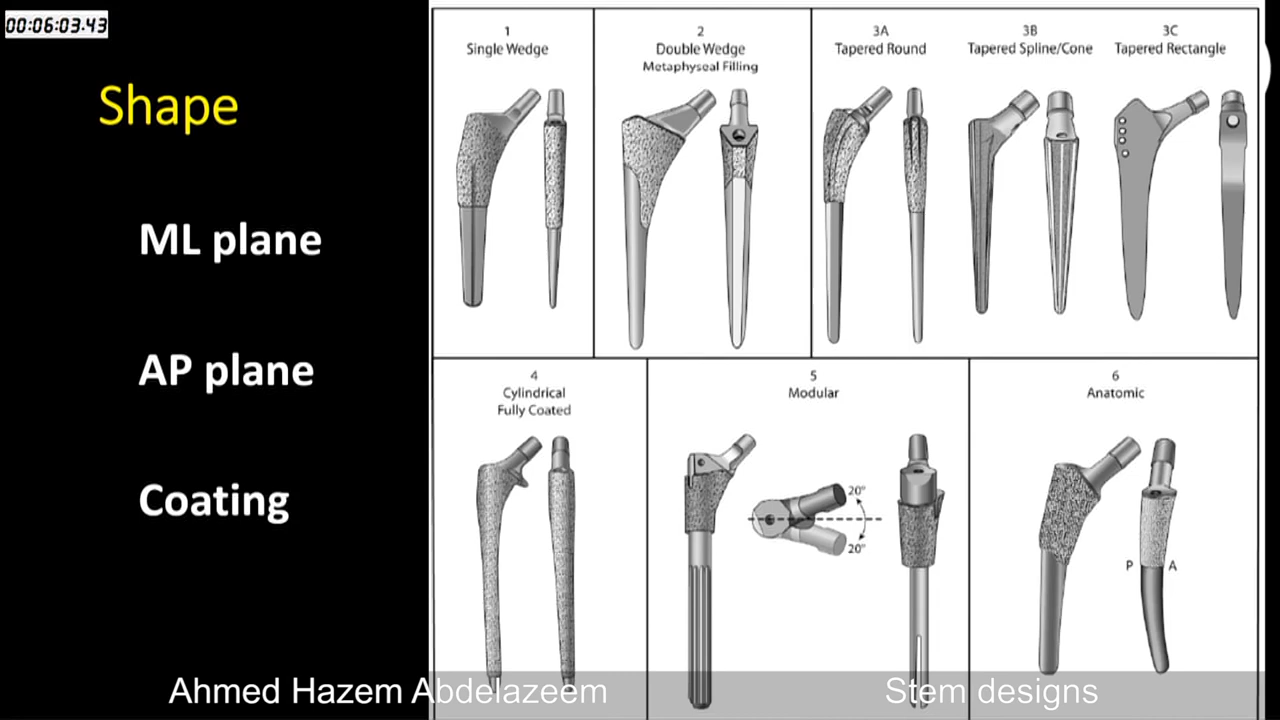 00:06:03.43
Shape
ML plane
AP plane
Coating
1
Single Wedge
2
Double Wedge
Metaphyseal Filling
3A
Tapered Round
3B
Tapered Spline/Cone
3C
Tapered Rectangle
4
Cylindrical
Fully Coated
5
Modular
20°
20°
6
Anatomic
P A
Ahmed Hazem Abdelazeem
Stem designs